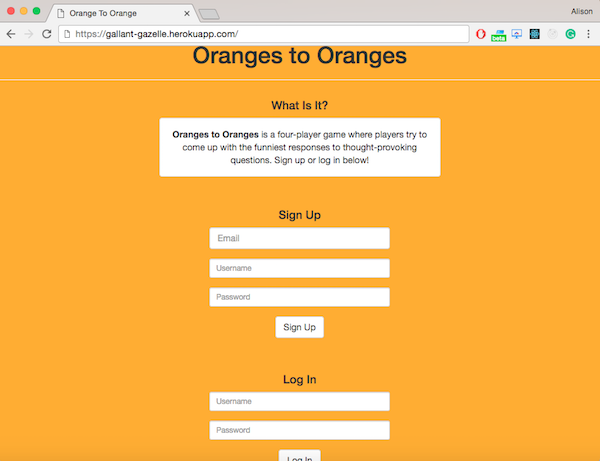 Orange To Orange
Alison
https://gallant-gazelle.herokuapp.com/
beta
Oranges to Oranges
What Is It?
Oranges to Oranges is a four-player game where players try to
come up with the funniest responses to thought-provoking
questions. Sign up or log in below!
Sign Up
Email
Username
Password
Sign Up
Log In
Username
Password
Log In